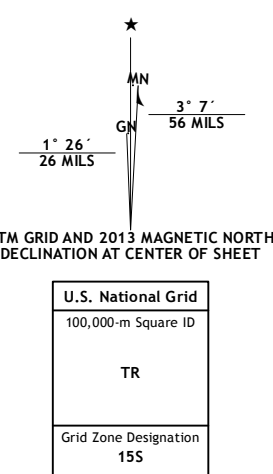 ★
MN
GN
3° 7´
56 MILS
1° 26´
26 MILS
TM GRID AND 2013 MAGNETIC NORTH
DECLINATION AT CENTER OF SHEET
U.S. National Grid
100,000-m Square ID
TR
Grid Zone Designation
15S